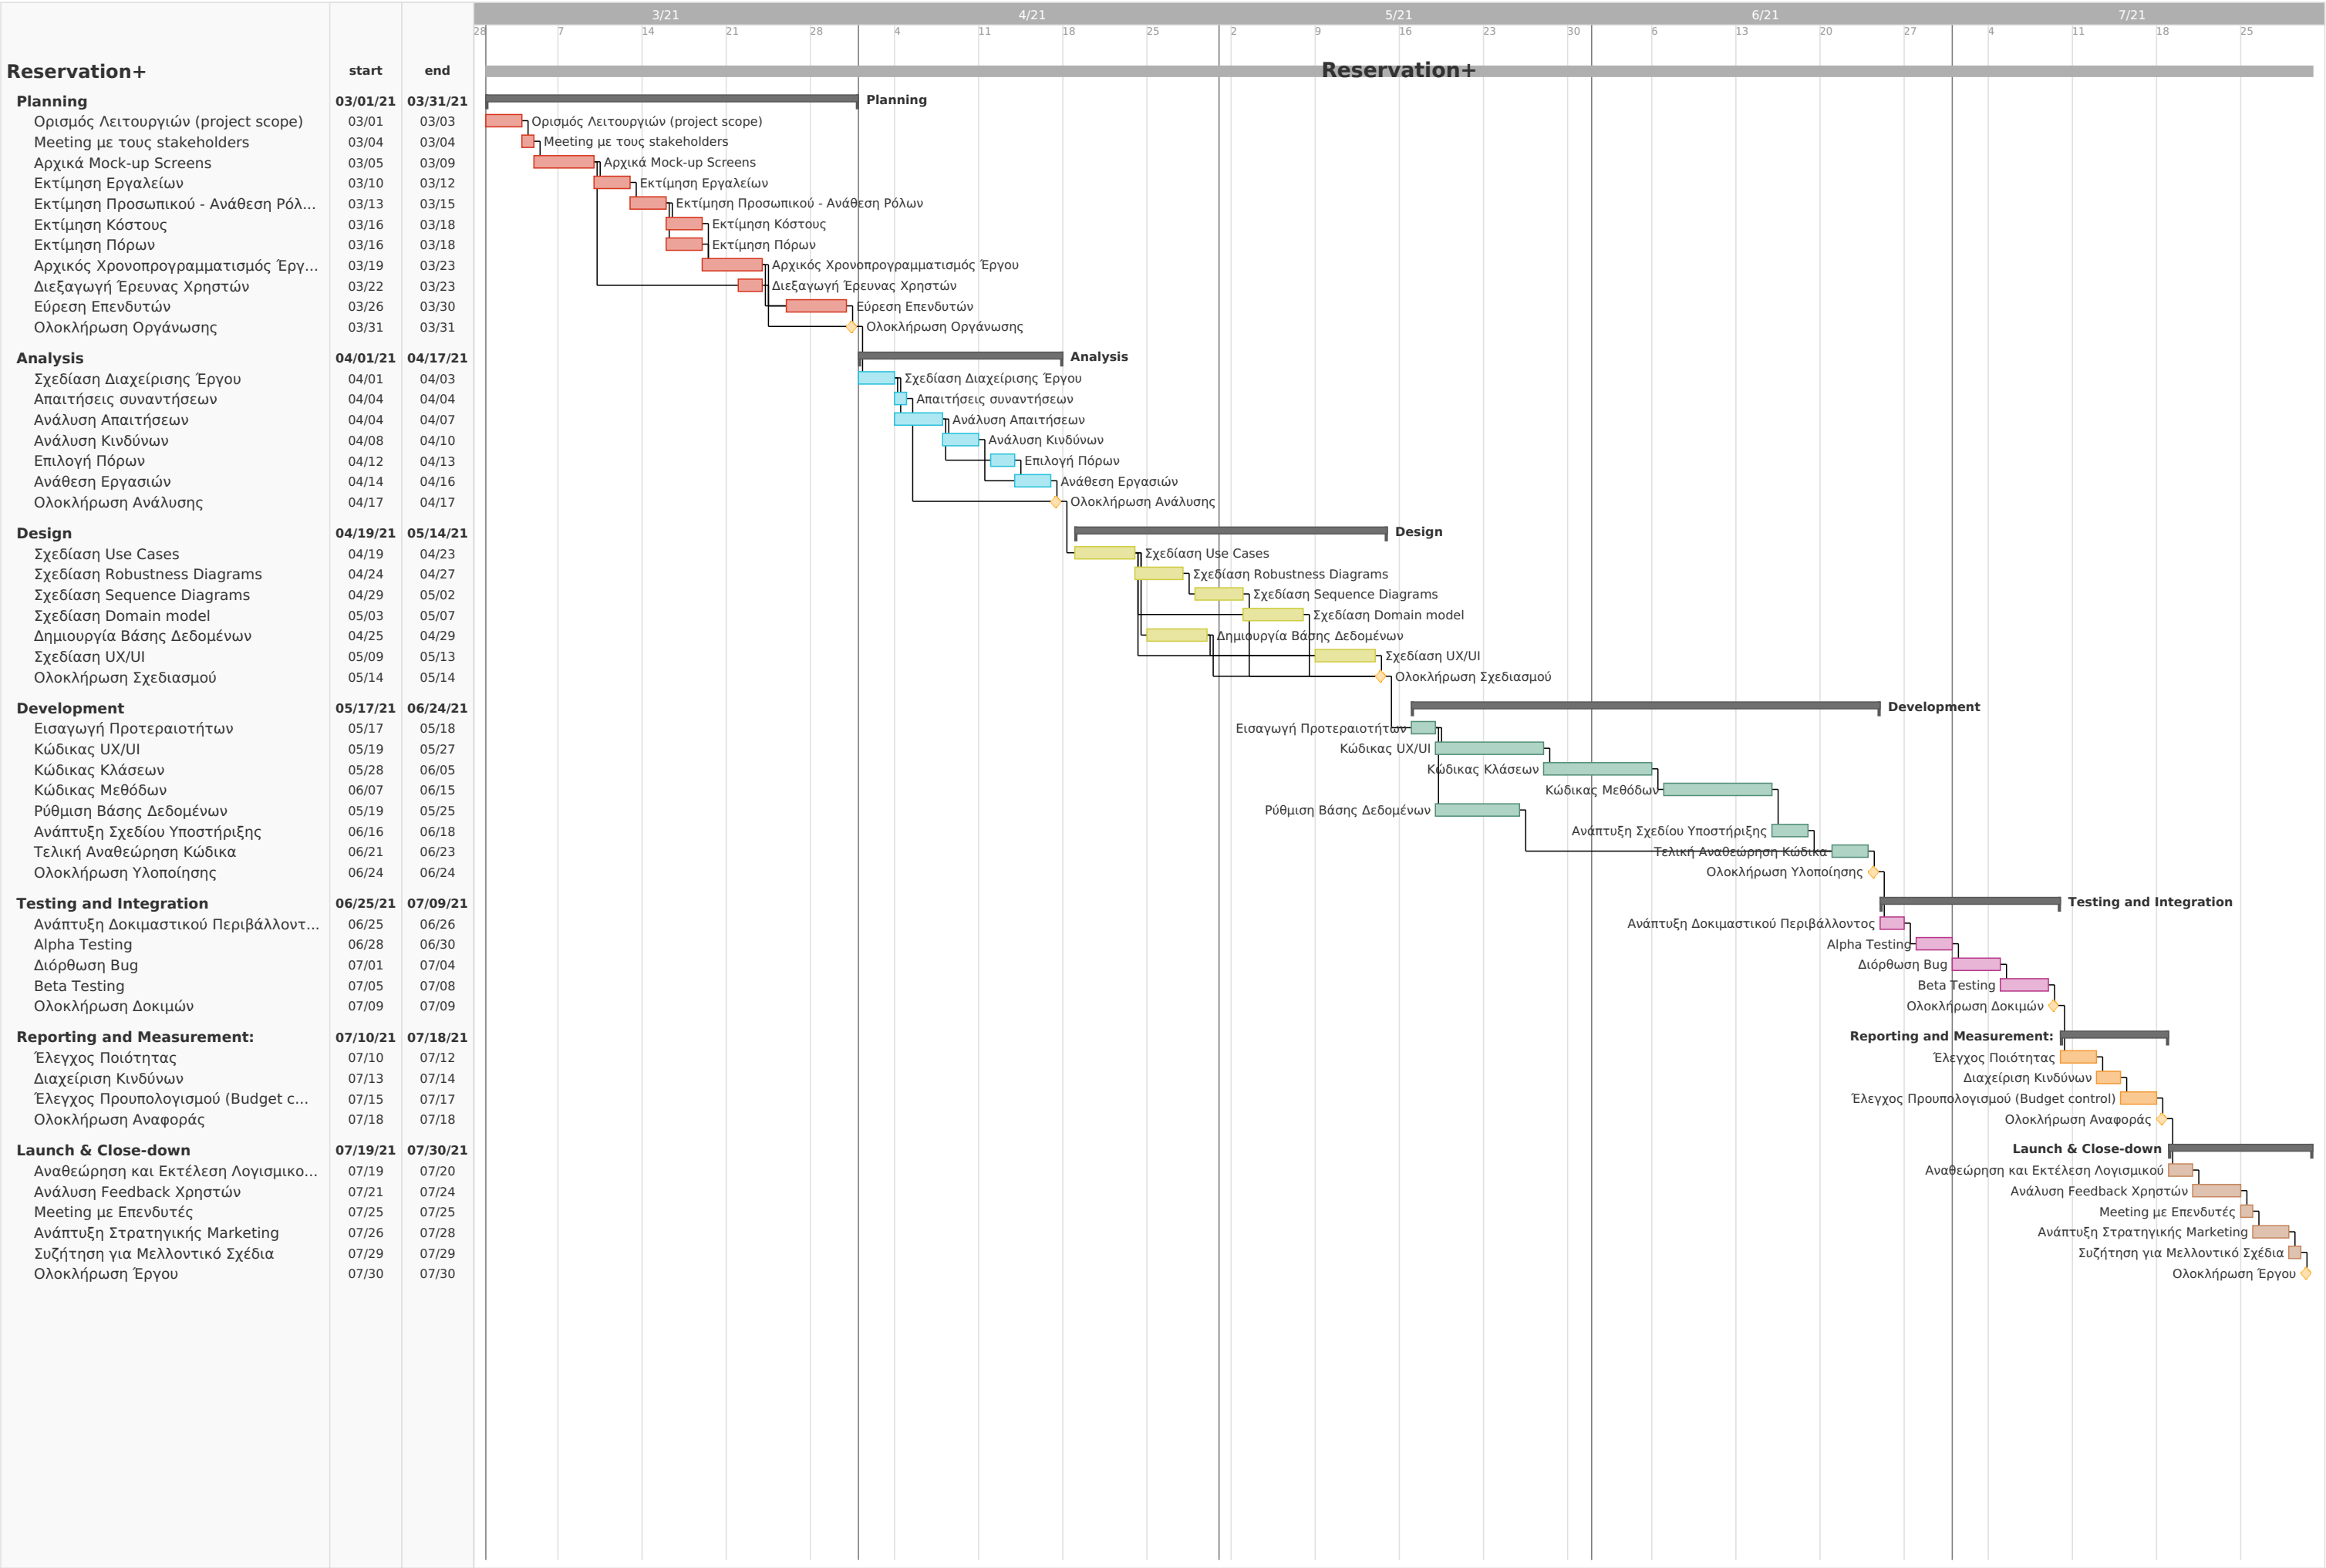 3/21 4/21 5/21 6/21 7/21
28 7 14 21 28 4 11 18 25 2 9 16 23 30 6 13 20 27 4 11 18 25
Reservation+ start end Reservation+
Planning 03/01/21 03/31/21 Planning
Ορισμός Λειτουργιών (project scope) 03/01 03/03 Ορισμός Λειτουργιών (project scope)
Meeting με τους stakeholders 03/04 03/04 Meeting με τους stakeholders
Αρχικά Mock-up Screens 03/05 03/09 Αρχικά Mock-up Screens
Εκτίμηση Εργαλείων 03/10 03/12 Εκτίμηση Εργαλείων
Εκτίμηση Προσωπικού - Ανάθεση Ρόλ... 03/13 03/15 Εκτίμηση Προσωπικού - Ανάθεση Ρόλων
Εκτίμηση Κόστους 03/16 03/18 Εκτίμηση Κόστους
Εκτίμηση Πόρων 03/16 03/18 Εκτίμηση Πόρων
Αρχικός Χρονοπρογραμματισμός Έργ... 03/19 03/23 Αρχικός Χρονοπρογραμματισμός Έργου
Διεξαγωγή Έρευνας Χρηστών 03/22 03/23 Διεξαγωγή Έρευνας Χρηστών
Εύρεση Επενδυτών 03/26 03/30 Εύρεση Επενδυτών
Ολοκλήρωση Οργάνωσης 03/31 03/31 Ολοκλήρωση Οργάνωσης
Analysis 04/01/21 04/17/21 Analysis
Σχεδίαση Διαχείρισης Έργου 04/01 04/03 Σχεδίαση Διαχείρισης Έργου
Απαιτήσεις συναντήσεων 04/04 04/04 Απαιτήσεις συναντήσεων
Ανάλυση Απαιτήσεων 04/04 04/07 Ανάλυση Απαιτήσεων
Ανάλυση Κινδύνων 04/08 04/10 Ανάλυση Κινδύνων
Επιλογή Πόρων 04/12 04/13 Επιλογή Πόρων
Ανάθεση Εργασιών 04/14 04/16 Ανάθεση Εργασιών
Ολοκλήρωση Ανάλυσης 04/17 04/17 Ολοκλήρωση Ανάλυσης
Design 04/19/21 05/14/21 Design
Σχεδίαση Use Cases 04/19 04/23 Σχεδίαση Use Cases
Σχεδίαση Robustness Diagrams 04/24 04/27 Σχεδίαση Robustness Diagrams
Σχεδίαση Sequence Diagrams 04/29 05/02 Σχεδίαση Sequence Diagrams
Σχεδίαση Domain model 05/03 05/07 Σχεδίαση Domain model
Δημιουργία Βάσης Δεδομένων 04/25 04/29 Δημιουργία Βάσης Δεδομένων
Σχεδίαση UX/UI 05/09 05/13 Σχεδίαση UX/UI
Ολοκλήρωση Σχεδιασμού 05/14 05/14 Ολοκλήρωση Σχεδιασμού
Development 05/17/21 06/24/21 Development
Εισαγωγή Προτεραιοτήτων 05/17 05/18 Εισαγωγή Προτεραιοτήτων
Κώδικας UX/UI 05/19 05/27 Κώδικας UX/UI
Κώδικας Κλάσεων 05/28 06/05 Κώδικας Κλάσεων
Κώδικας Μεθόδων 06/07 06/15 Κώδικας Μεθόδων
Ρύθμιση Βάσης Δεδομένων 05/19 05/25 Ρύθμιση Βάσης Δεδομένων
Ανάπτυξη Σχεδίου Υποστήριξης 06/16 06/18 Ανάπτυξη Σχεδίου Υποστήριξης
Τελική Αναθεώρηση Κώδικα 06/21 06/23 Τελική Αναθεώρηση Κώδικα
Ολοκλήρωση Υλοποίησης 06/24 06/24 Ολοκλήρωση Υλοποίησης
Testing and Integration 06/25/21 07/09/21 Testing and Integration
Ανάπτυξη Δοκιμαστικού Περιβάλλοντ... 06/25 06/26 Ανάπτυξη Δοκιμαστικού Περιβάλλοντος
Alpha Testing 06/28 06/30 Alpha Testing
Διόρθωση Bug 07/01 07/04 Διόρθωση Bug
Beta Testing 07/05 07/08 Beta Testing
Ολοκλήρωση Δοκιμών 07/09 07/09 Ολοκλήρωση Δοκιμών
Reporting and Measurement: 07/10/21 07/18/21 Reporting and Measurement:
Έλεγχος Ποιότητας 07/10 07/12 Έλεγχος Ποιότητας
Διαχείριση Κινδύνων 07/13 07/14 Διαχείριση Κινδύνων
Έλεγχος Προυπολογισμού (Budget c... 07/15 07/17 Έλεγχος Προυπολογισμού (Budget control)
Ολοκλήρωση Αναφοράς 07/18 07/18 Ολοκλήρωση Αναφοράς
Launch & Close-down 07/19/21 07/30/21 Launch & Close-down
Αναθεώρηση και Εκτέλεση Λογισμικο... 07/19 07/20 Αναθεώρηση και Εκτέλεση Λογισμικού
Ανάλυση Feedback Χρηστών 07/21 07/24 Ανάλυση Feedback Χρηστών
Meeting με Επενδυτές 07/25 07/25 Meeting με Επενδυτές
Ανάπτυξη Στρατηγικής Marketing 07/26 07/28 Ανάπτυξη Στρατηγικής Marketing
Συζήτηση για Μελλοντικό Σχέδια 07/29 07/29 Συζήτηση για Μελλοντικό Σχέδια
Ολοκλήρωση Έργου 07/30 07/30 Ολοκλήρωση Έργου